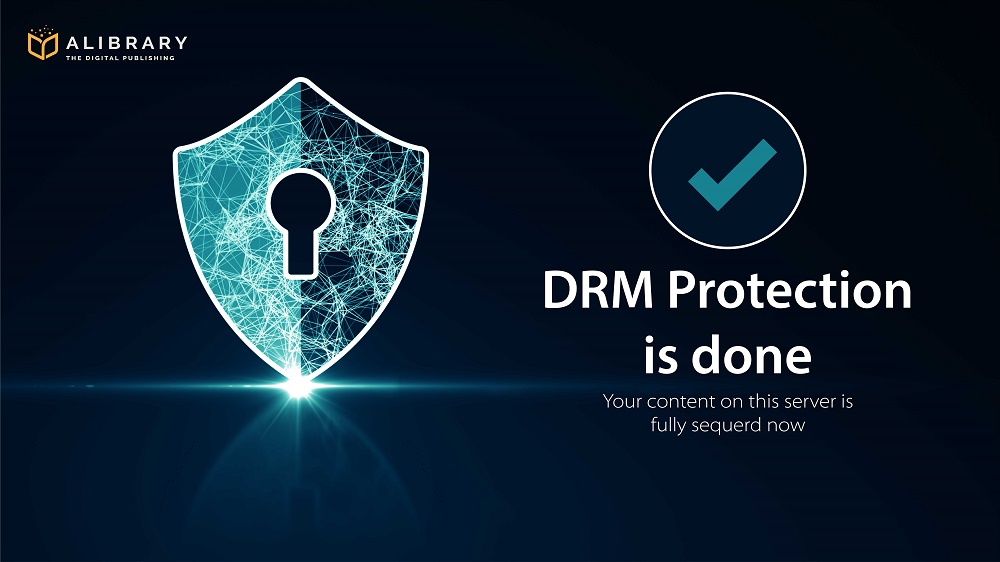 ALIBRARY
THE DIGITAL PUBLISHING
DRM Protection
is done
Your content on this server is
fully sequerd now